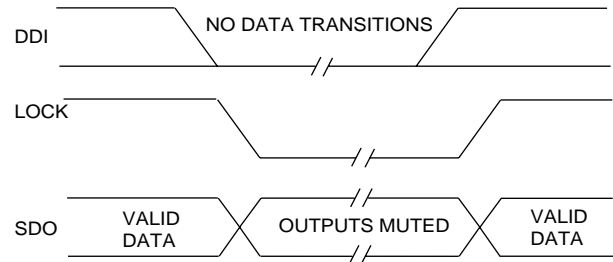 NO DATA TRANSITIONS
DDI
LOCK
SDO
VALID
DATA
OUTPUTS MUTED
VALID
DATA